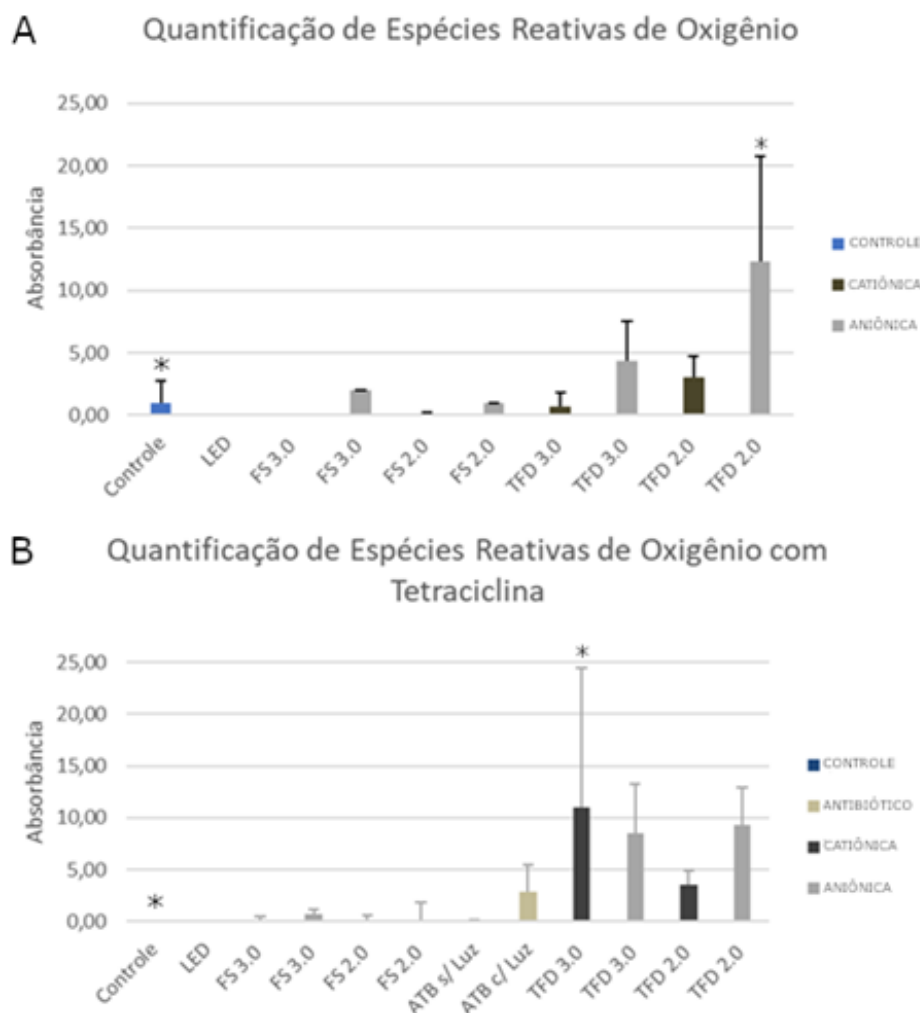 A
Quantificação de Espécies Reativas de Oxigênio
Absorbância
25,00
20,00
15,00
10,00
5,00
0,00
*
*
Controle
LED
FS 3.0
FS 3.0
FS 2.0
FS 2.0
TFD 3.0
TFD 3.0
TFD 2.0
TFD 2.0
CONTROLE
CATIÔNICA
ANIÔNICA
B
Quantificação de Espécies Reativas de Oxigênio com
Tetraciclina
Absorbância
25,00
20,00
15,00
10,00
5,00
0,00
*
*
Controle
LED
FS 3.0
FS 3.0
FS 2.0
FS 2.0
ATB s/ Luz
ATB c/ Luz
TFD 3.0
TFD 3.0
TFD 2.0
TFD 2.0
CONTROLE
ANTIBIÓTICO
CATIÔNICA
ANIÔNICA